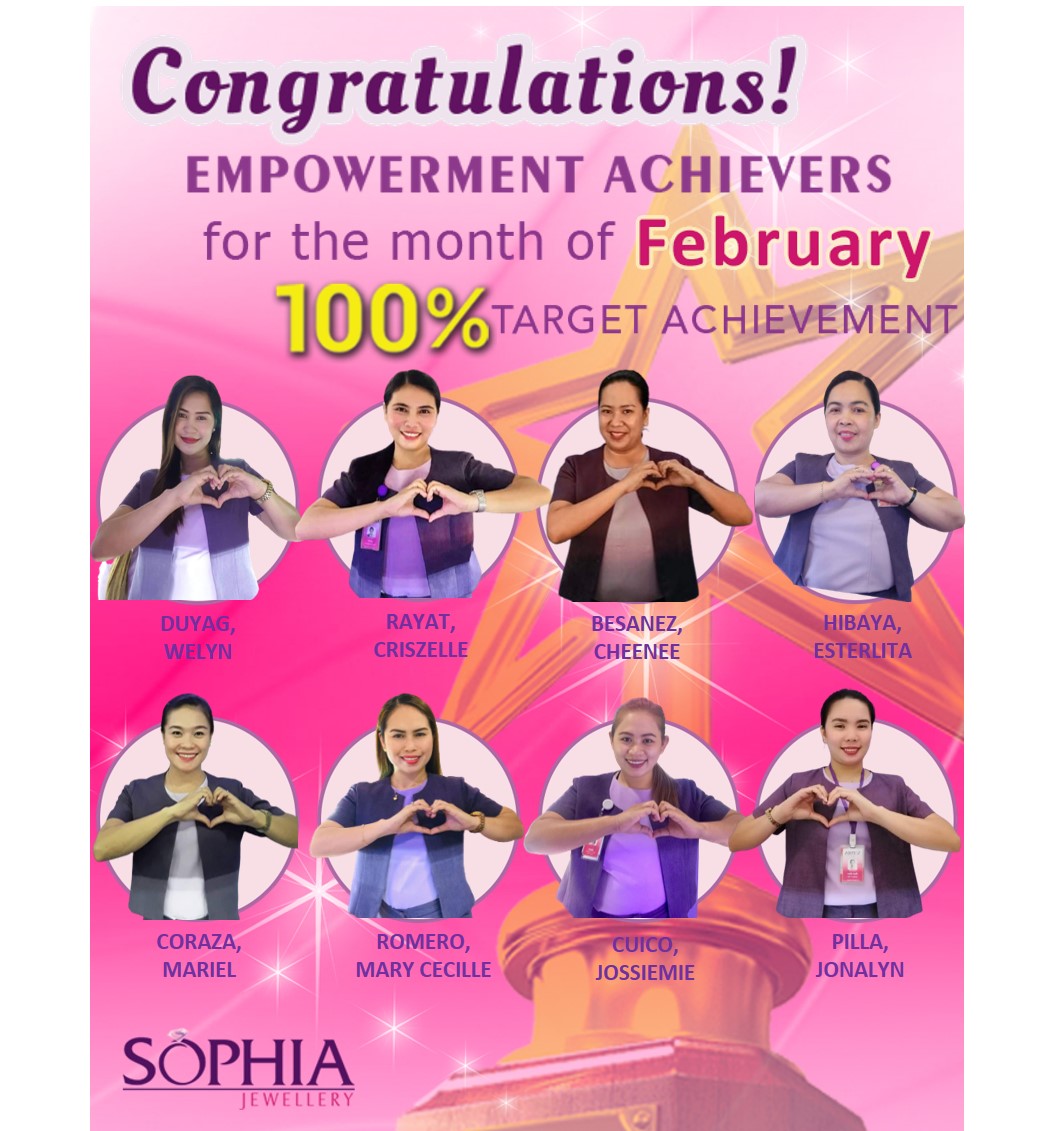 Congratulations!
EMPOWERMENT ACHIEVERS
for the month of February
100% TARGET ACHIEVEMENT
DUYAG,
WELYN
RAYAT,
CRISZELLE
BESANEZ,
CHEENEE
HIBAYA,
ESTERLITA
CORAZA,
MARIEL
ROMERO,
MARY CECILLE
CUICO,
JOSSIEMIE
PILLA,
JONALYN
SOPHIA
JEWELLERY